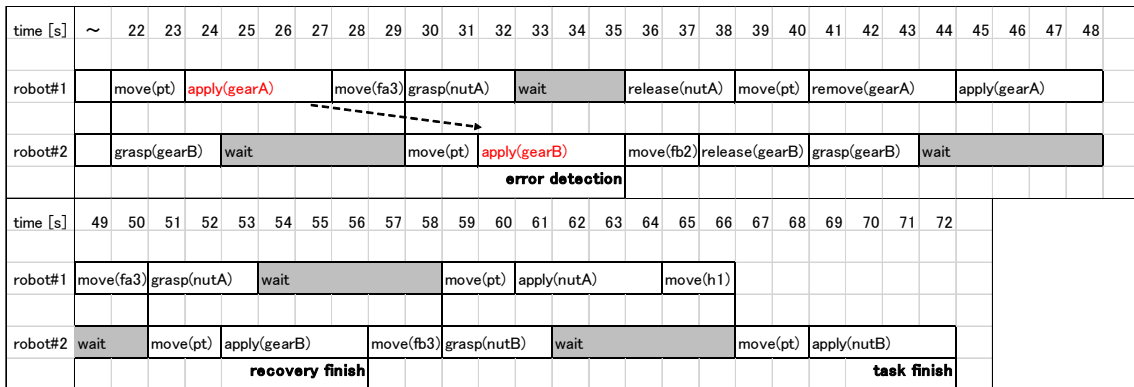 time [s] ～ 22 23 24 25 26 27 28 29 30 31 32 33 34 35 36 37 38 39 40 41 42 43 44 45 46 47 48
robot#1 move(pt) apply(gearA) move(fa3) grasp(nutA) wait release(nutA) move(pt) remove(gearA) apply(gearA)
robot#2 grasp(gearB) wait move(pt) apply(gearB) move(fb2) release(gearB) grasp(gearB) wait
error detection
time [s] 49 50 51 52 53 54 55 56 57 58 59 60 61 62 63 64 65 66 67 68 69 70 71 72
robot#1 move(fa3) grasp(nutA) wait move(pt) apply(nutA) move(h1)
robot#2 wait move(pt) apply(gearB) move(fb3) grasp(nutB) wait move(pt) apply(nutB)
recovery finish task finish